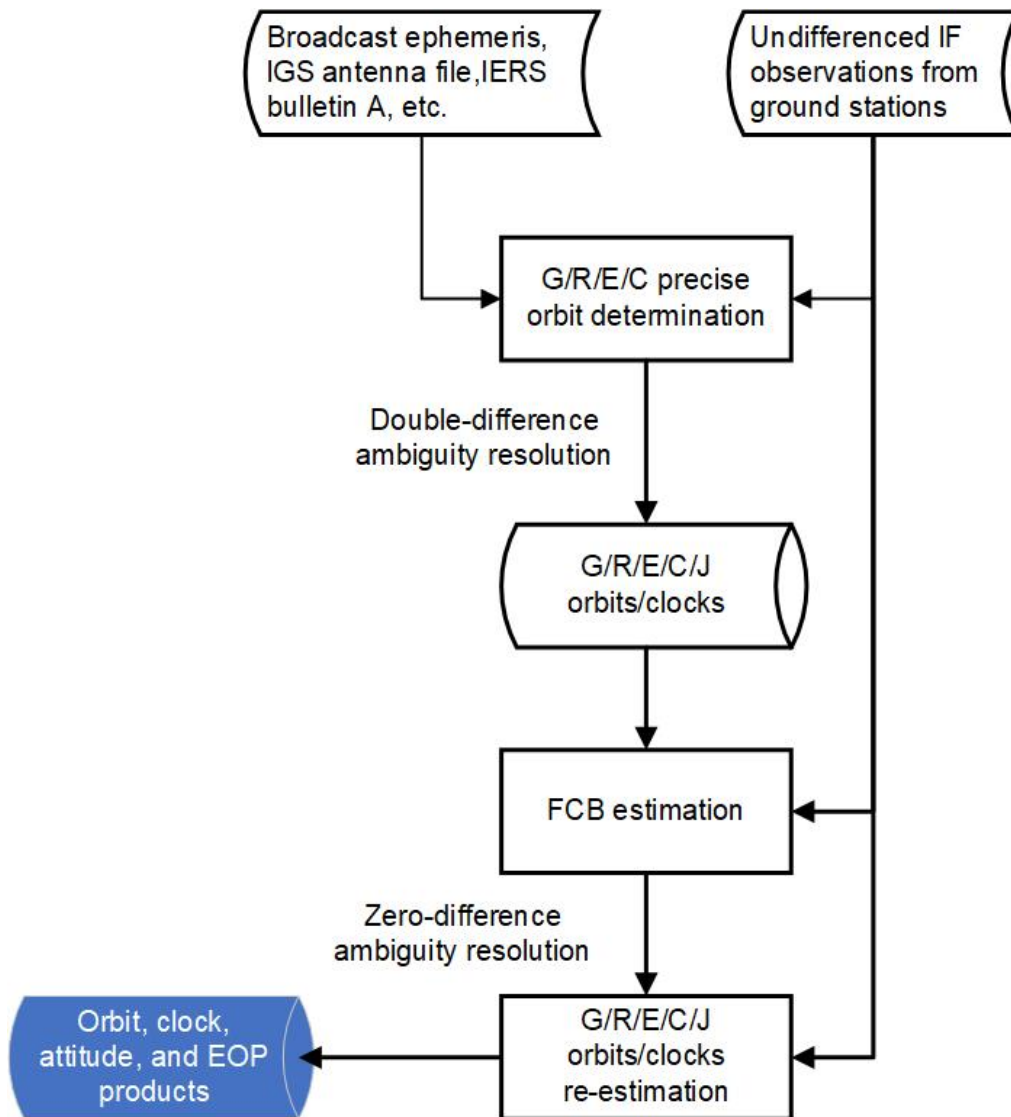 Broadcast ephemeris,
IGS antenna file,IERS
bulletin A, etc.
Undifferenced IF
observations from
ground stations
G/R/E/C precise
orbit determination
Double-difference
ambiguity resolution
G/R/E/C/J
orbits/clocks
FCB estimation
Zero-difference
ambiguity resolution
G/R/E/C/J
orbits/clocks
re-estimation
Orbit, clock,
attitude, and EOP
products